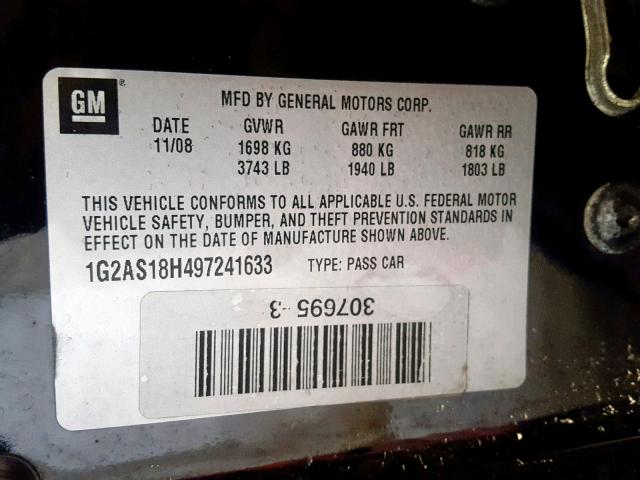 GM®
MFD BY GENERAL MOTORS CORP.
DATE GVWR GAWR FRT GAWR RR
11/08 1698 KG 880 KG 818 KG
3743 LB 1940 LB 1803 LB
THIS VEHICLE CONFORMS TO ALL APPLICABLE U.S. FEDERAL MOTOR
VEHICLE SAFETY, BUMPER, AND THEFT PREVENTION STANDARDS IN
EFFECT ON THE DATE OF MANUFACTURE SHOWN ABOVE.
1G2AS18H497241633 TYPE: PASS CAR
307695-3